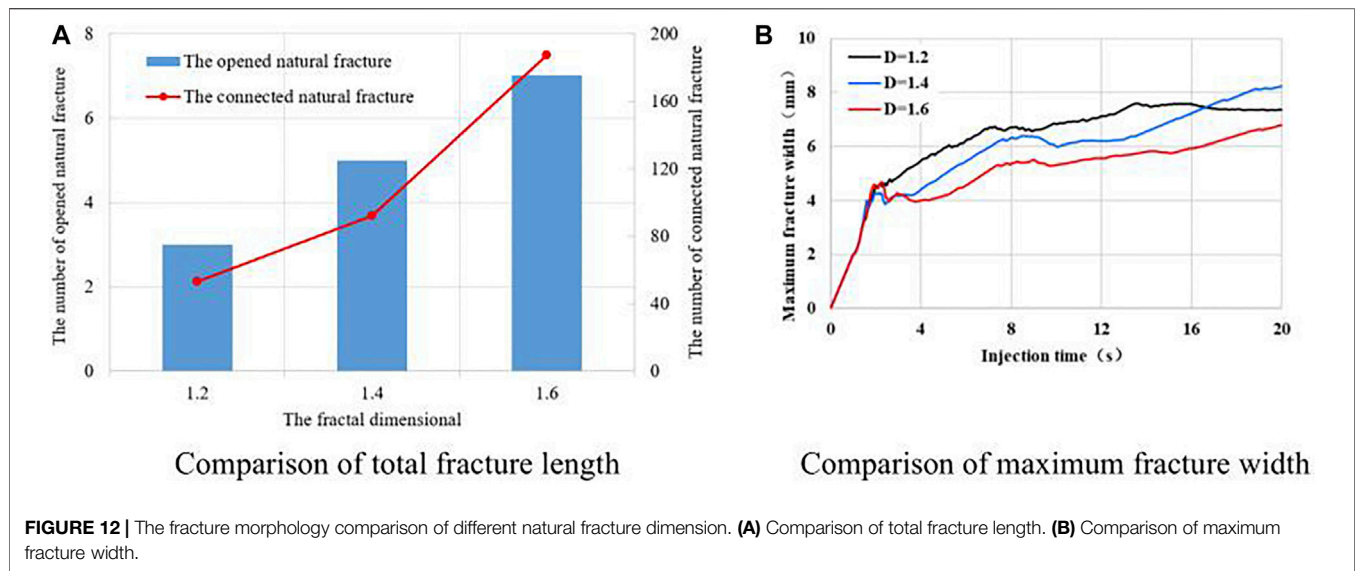 A
The number of opened natural fracture
8
6
4
2
0
The opened natural fracture
The connected natural fracture
200
160
120
80
40
0
The number of connected natural fracture
1.2 1.4 1.6
The fractal dimensional
Comparison of total fracture length
B
Maximum fracture width（mm）
10
8
6
4
2
0
D=1.2
D=1.4
D=1.6
0 4 8 12 16 20
Injection time（s）
Comparison of maximum fracture width
FIGURE 12 | The fracture morphology comparison of different natural fracture dimension. (A) Comparison of total fracture length. (B) Comparison of maximum
fracture width.